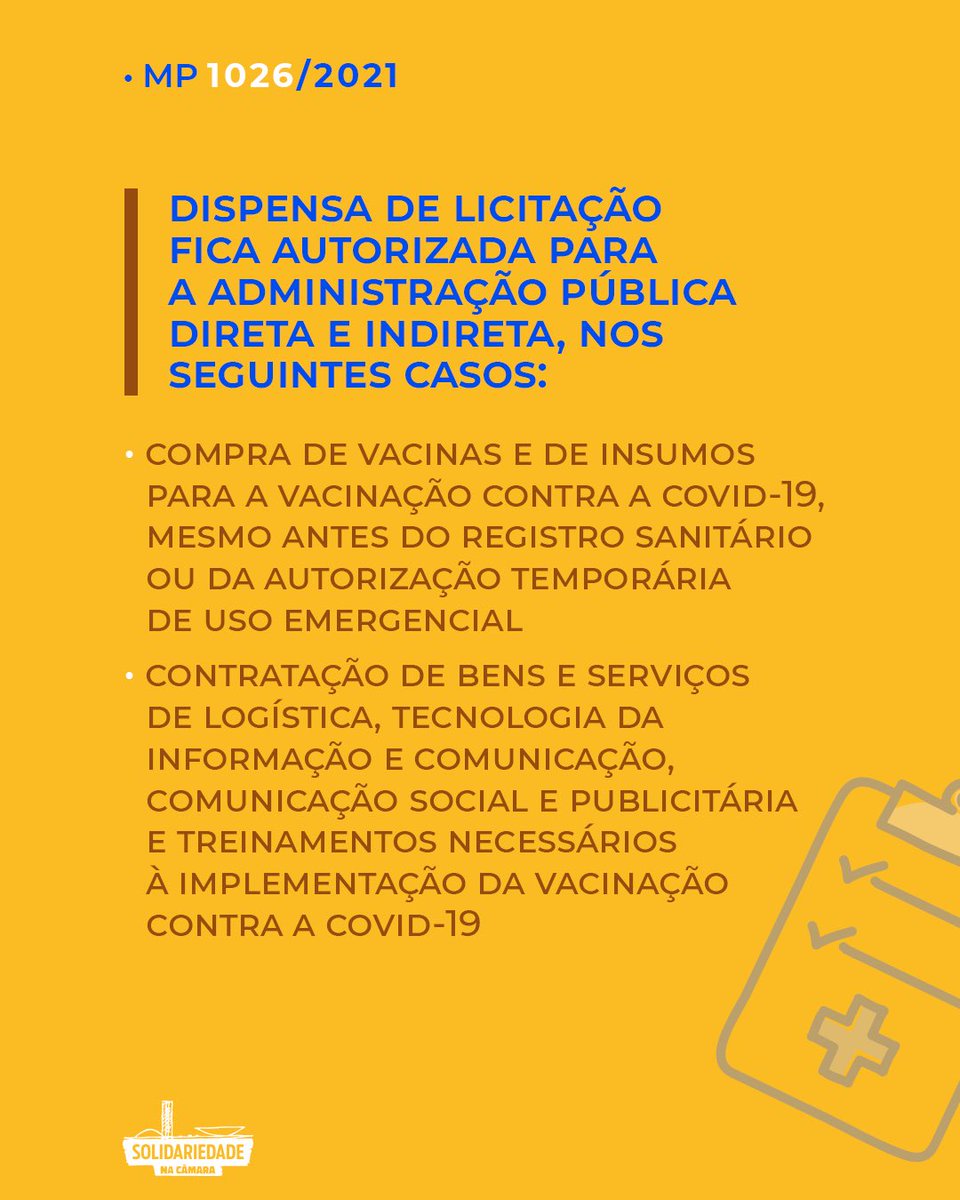 • MP 1026/2021
DISPENSA DE LICITAÇÃO
FICA AUTORIZADA PARA
A ADMINISTRAÇÃO PÚBLICA
DIRETA E INDIRETA, NOS
SEGUINTES CASOS:
• COMPRA DE VACINAS E DE INSUMOS
PARA A VACINAÇÃO CONTRA A COVID-19,
MESMO ANTES DO REGISTRO SANITÁRIO
OU DA AUTORIZAÇÃO TEMPORÁRIA
DE USO EMERGENCIAL
• CONTRATAÇÃO DE BENS E SERVIÇOS
DE LOGÍSTICA, TECNOLOGIA DA
INFORMAÇÃO E COMUNICAÇÃO,
COMUNICAÇÃO SOCIAL E PUBLICITÁRIA
E TREINAMENTOS NECESSÁRIOS
À IMPLEMENTAÇÃO DA VACINAÇÃO
CONTRA A COVID-19
SOLIDARIEDADE
NA CÂMARA